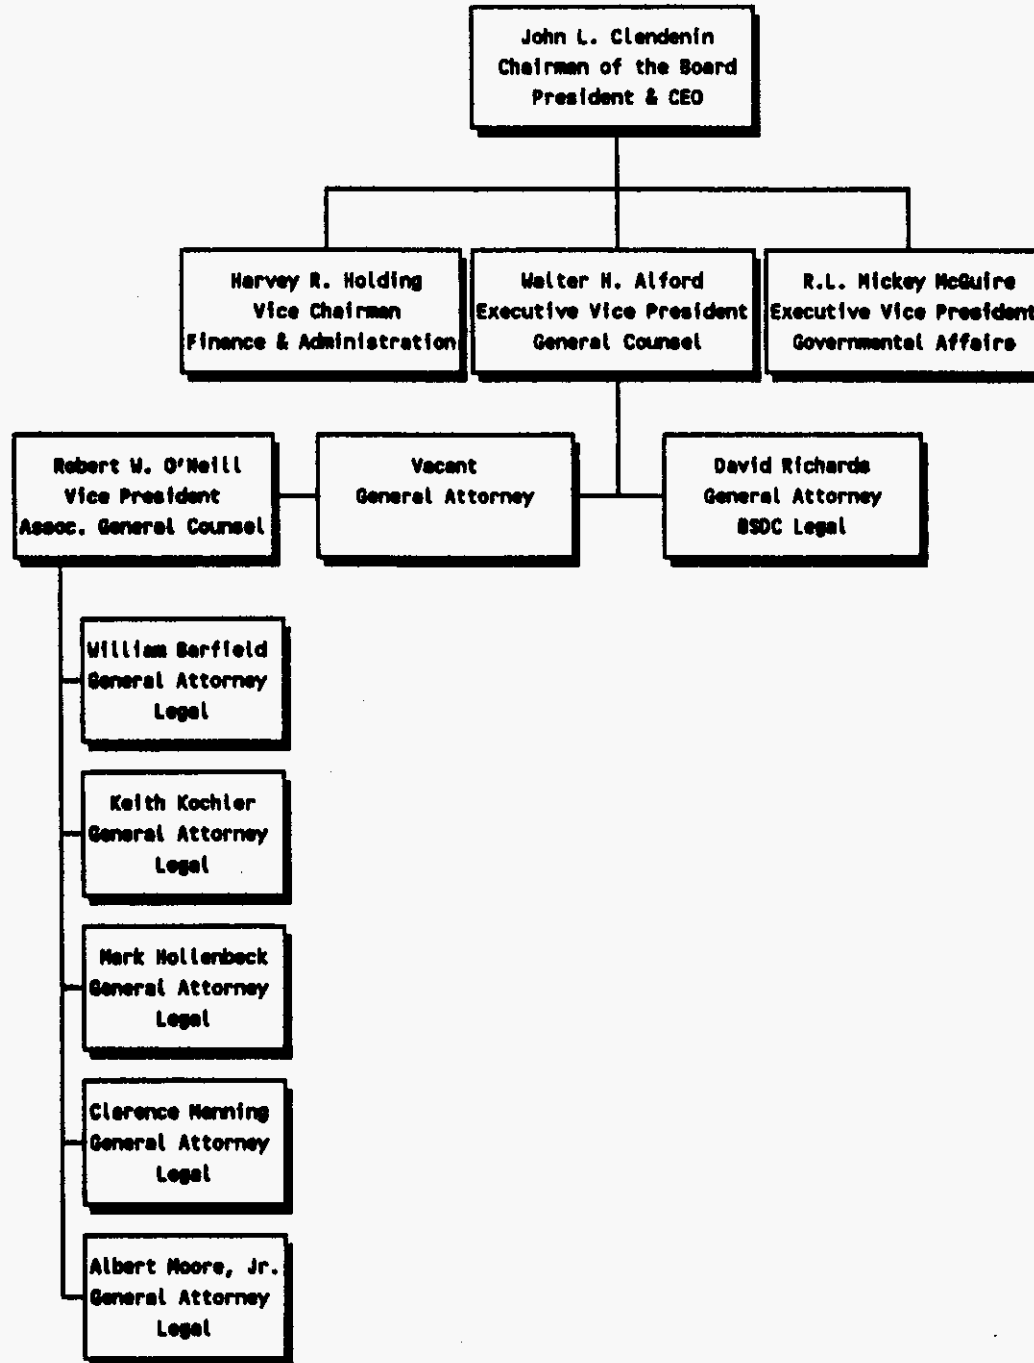 John L. Clendenin
Chairman of the Board
President & CEO
Harvey R. Holding
Vice Chairman
Finance & Administration
Walter H. Alford
Executive Vice President
General Counsel
R.L. Mickey McGuire
Executive Vice President
Governmental Affairs
Robert W. O'Neill
Vice President
Assoc. General Counsel
Vacant
General Attorney
David Richards
General Attorney
BSDC Legal
William Barfield
General Attorney
Legal
Keith Kochler
General Attorney
Legal
Mark Hollenbeck
General Attorney
Legal
Clarence Manning
General Attorney
Legal
Albert Moore, Jr.
General Attorney
Legal